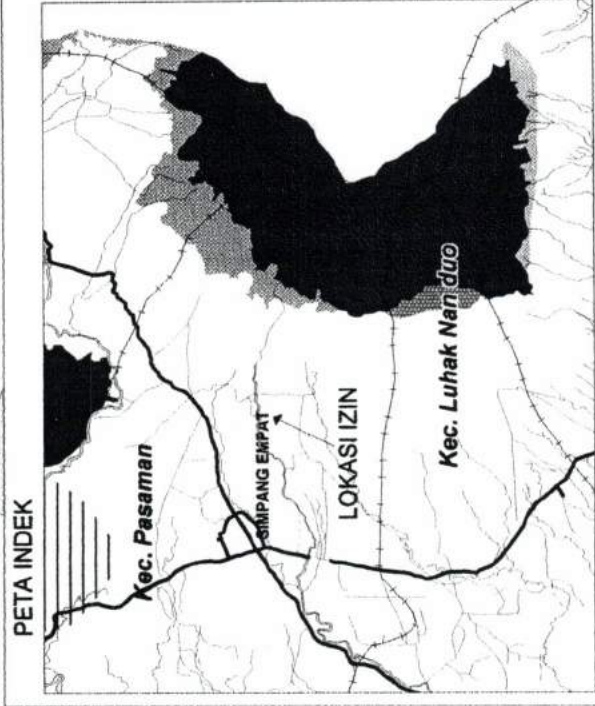 PETA INDEK
Kec. Pasaman
SIMPANG EMPAT
LOKASI IZIN
Kec. Luhak Nan duo